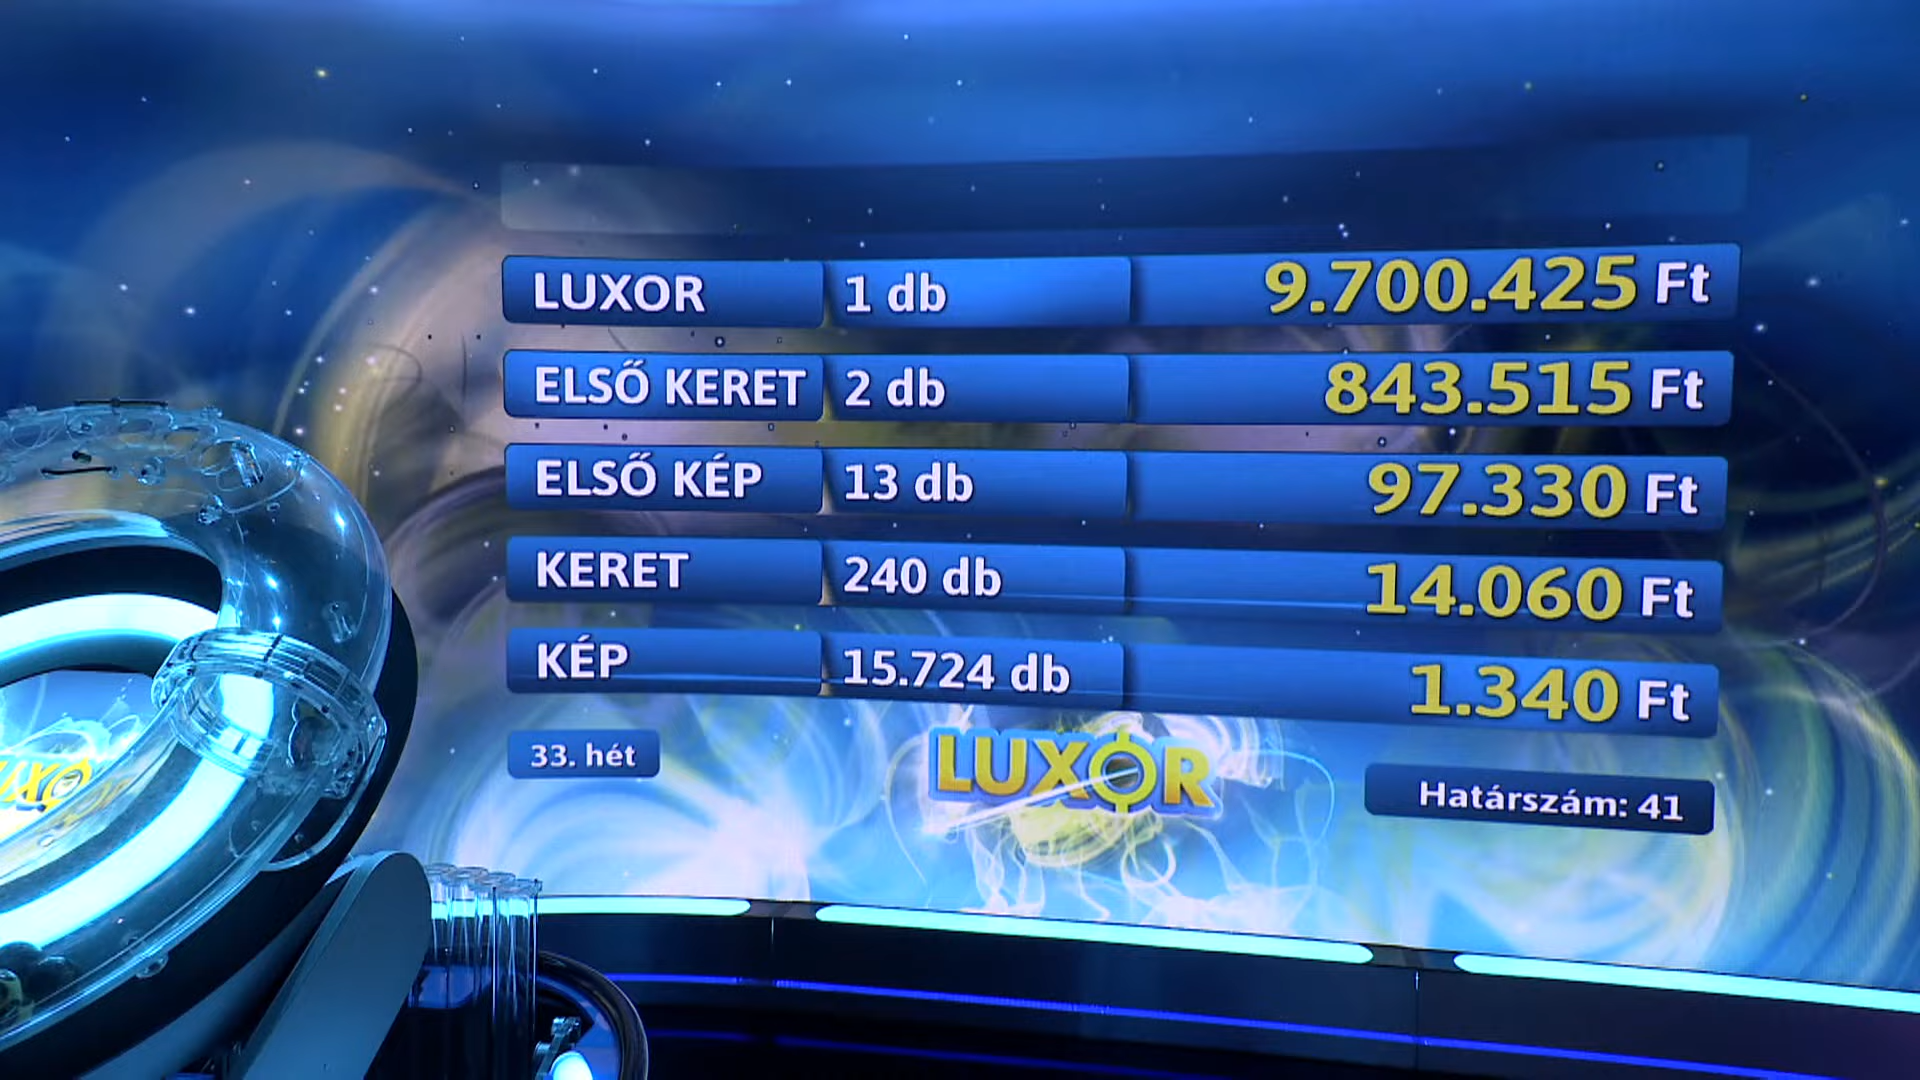 LUXOR 1 db 9.700.425 Ft
ELSŐ KERET 2 db 843.515 Ft
ELSŐ KÉP 13 db 97.330 Ft
KERET 240 db 14.060 Ft
KÉP 15.724 db 1.340 Ft
33. hét
LUXOR
Határszám: 41